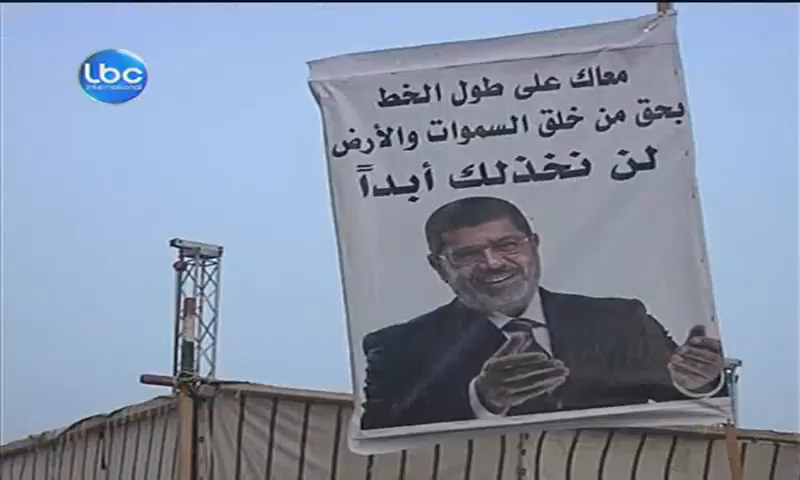 lbc
international
معاك على طول الخط
بحق من خلق السموات والأرض
لن نخذلك أبداً